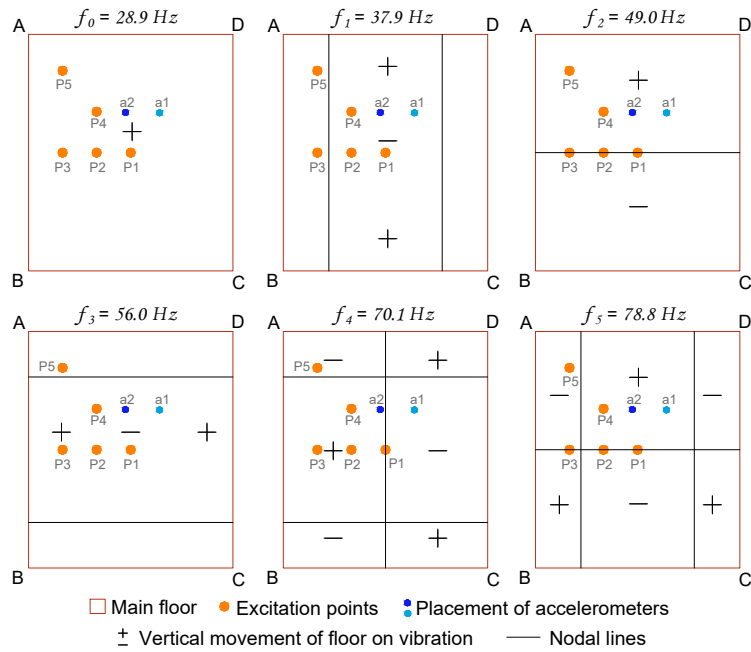 f₀ = 28.9 Hz
A D
P5
a2 a1
P4
+
P3 P2 P1
B C
f₁ = 37.9 Hz
A D
+
P5
a2 a1
P4
−
P3 P2 P1
+
B C
f₂ = 49.0 Hz
A D
P5 +
a2 a1
P4
P3 P2 P1
−
B C
f₃ = 56.0 Hz
A D
P5
a2 a1
P4
+ − +
P3 P2 P1
B C
f₄ = 70.1 Hz
A D
− +
P5
a2 a1
P4
P3 + P2 P1 −
− +
B C
f₅ = 78.8 Hz
A D
P5 +
− a2 a1 −
P4
P3 P2 P1
+ − +
B C
Main floor Excitation points Placement of accelerometers
± Vertical movement of floor on vibration Nodal lines